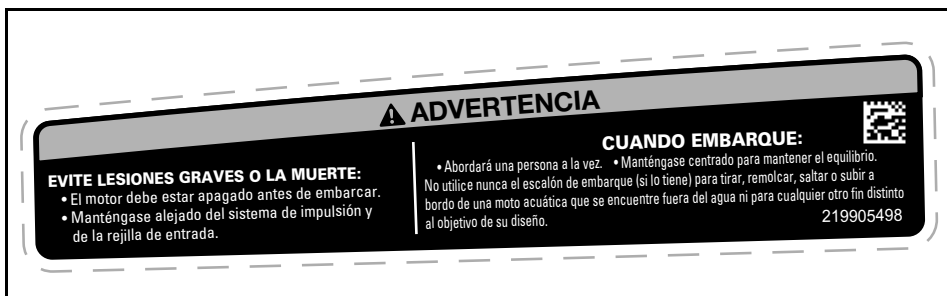 ADVERTENCIA
EVITE LESIONES GRAVES O LA MUERTE:
• El motor debe estar apagado antes de embarcar.
• Manténgase alejado del sistema de impulsión y
de la rejilla de entrada.
CUANDO EMBARQUE:
• Abordará una persona a la vez. • Manténgase centrado para mantener el equilibrio.
No utilice nunca el escalón de embarque (si lo tiene) para tirar, remolcar, saltar o subir a
bordo de una moto acuática que se encuentre fuera del agua ni para cualquier otro fin distinto
al objetivo de su diseño.
219905498